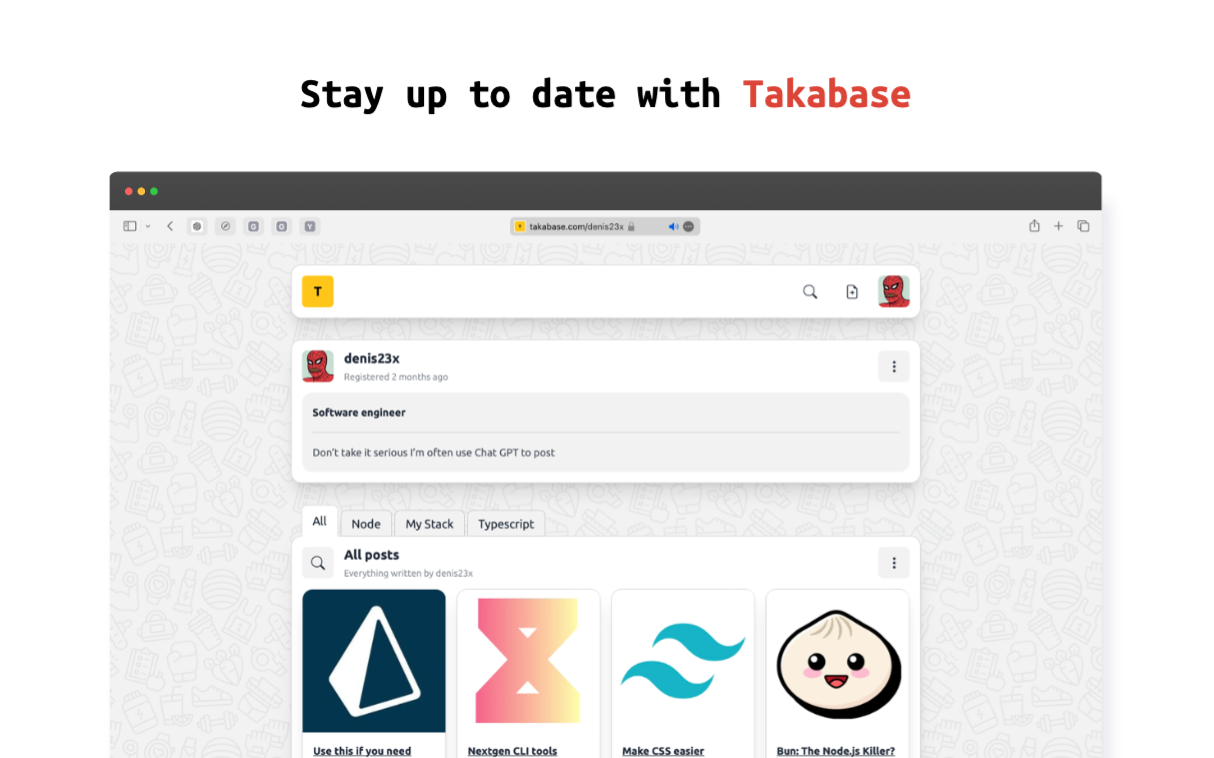 Stay up to date with Takabase
takabase.com/denis23x
T
denis23x
Registered 2 months ago
Software engineer
Don't take it serious I'm often use Chat GPT to post
All
Node
My Stack
Typescript
All posts
Everything written by denis23x
Use this if you need
Nextgen CLI tools
Make CSS easier
Bun: The Node.js Killer?